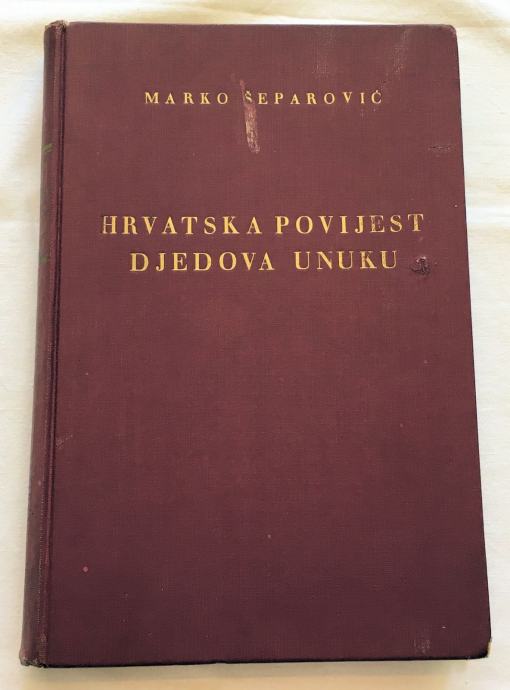 MARKO ŠEPAROVIĆ
HRVATSKA POVIJEST
DJEDOVA UNUKU